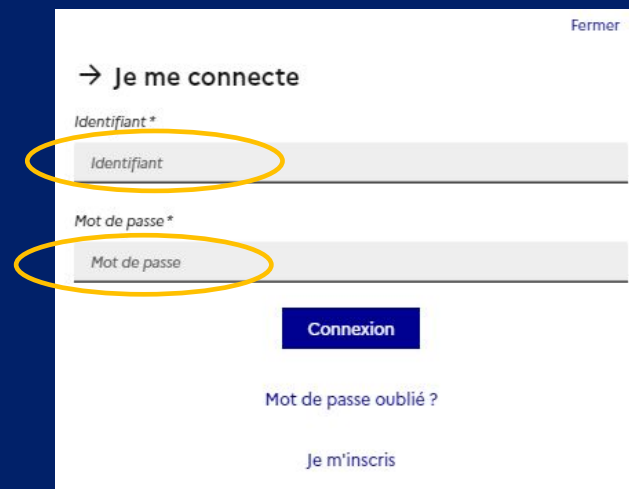 Fermer
→ Je me connecte
Identifiant *
Identifiant
Mot de passe *
Mot de passe
Connexion
Mot de passe oublié ?
Je m'inscris